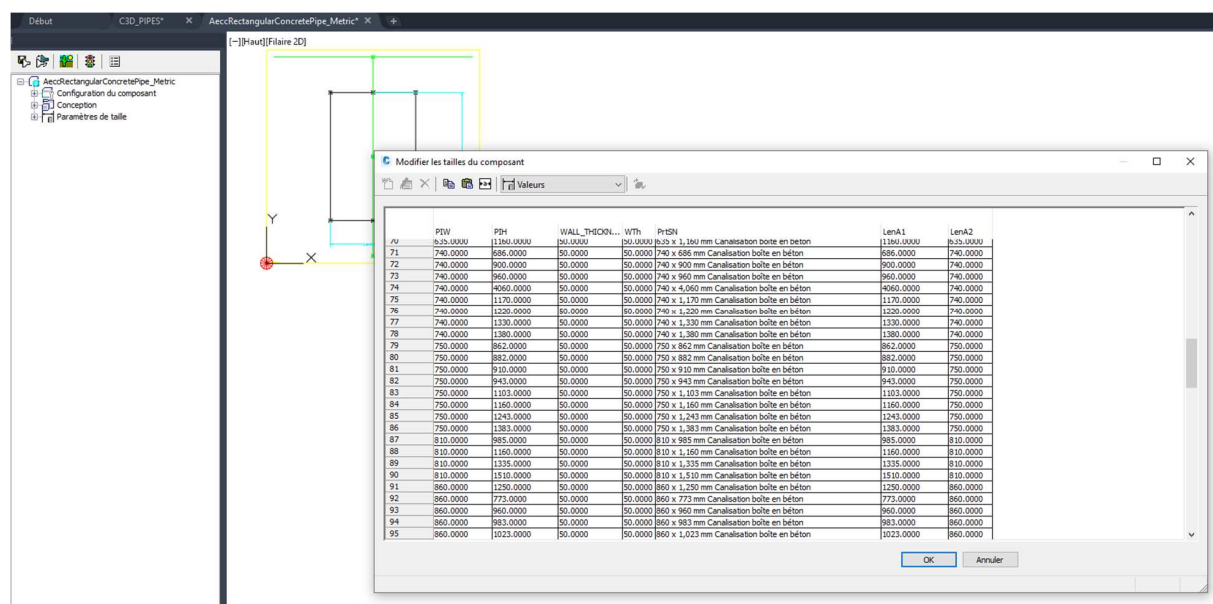 Début C3D_PIPES* × AeccRectangularConcretePipe_Metric* × +
[−][Haut][Filaire 2D]
AeccRectangularConcretePipe_Metric
Configuration du composant
Conception
Paramètres de taille
Y
X
C Modifier les tailles du composant
Valeurs
PIW PIH WALL_THICKN... WTh PrtSN LenA1 LenA2
70 635.0000 1160.0000 50.0000 50.0000 635 x 1,160 mm Canalisation boîte en béton 1160.0000 635.0000
71 740.0000 686.0000 50.0000 50.0000 740 x 686 mm Canalisation boîte en béton 686.0000 740.0000
72 740.0000 900.0000 50.0000 50.0000 740 x 900 mm Canalisation boîte en béton 900.0000 740.0000
73 740.0000 960.0000 50.0000 50.0000 740 x 960 mm Canalisation boîte en béton 960.0000 740.0000
74 740.0000 4060.0000 50.0000 50.0000 740 x 4,060 mm Canalisation boîte en béton 4060.0000 740.0000
75 740.0000 1170.0000 50.0000 50.0000 740 x 1,170 mm Canalisation boîte en béton 1170.0000 740.0000
76 740.0000 1220.0000 50.0000 50.0000 740 x 1,220 mm Canalisation boîte en béton 1220.0000 740.0000
77 740.0000 1330.0000 50.0000 50.0000 740 x 1,330 mm Canalisation boîte en béton 1330.0000 740.0000
78 740.0000 1380.0000 50.0000 50.0000 740 x 1,380 mm Canalisation boîte en béton 1380.0000 740.0000
79 750.0000 862.0000 50.0000 50.0000 750 x 862 mm Canalisation boîte en béton 862.0000 750.0000
80 750.0000 882.0000 50.0000 50.0000 750 x 882 mm Canalisation boîte en béton 882.0000 750.0000
81 750.0000 910.0000 50.0000 50.0000 750 x 910 mm Canalisation boîte en béton 910.0000 750.0000
82 750.0000 943.0000 50.0000 50.0000 750 x 943 mm Canalisation boîte en béton 943.0000 750.0000
83 750.0000 1103.0000 50.0000 50.0000 750 x 1,103 mm Canalisation boîte en béton 1103.0000 750.0000
84 750.0000 1160.0000 50.0000 50.0000 750 x 1,160 mm Canalisation boîte en béton 1160.0000 750.0000
85 750.0000 1243.0000 50.0000 50.0000 750 x 1,243 mm Canalisation boîte en béton 1243.0000 750.0000
86 750.0000 1383.0000 50.0000 50.0000 750 x 1,383 mm Canalisation boîte en béton 1383.0000 750.0000
87 810.0000 985.0000 50.0000 50.0000 810 x 985 mm Canalisation boîte en béton 985.0000 810.0000
88 810.0000 1160.0000 50.0000 50.0000 810 x 1,160 mm Canalisation boîte en béton 1160.0000 810.0000
89 810.0000 1335.0000 50.0000 50.0000 810 x 1,335 mm Canalisation boîte en béton 1335.0000 810.0000
90 810.0000 1510.0000 50.0000 50.0000 810 x 1,510 mm Canalisation boîte en béton 1510.0000 810.0000
91 860.0000 1250.0000 50.0000 50.0000 860 x 1,250 mm Canalisation boîte en béton 1250.0000 860.0000
92 860.0000 773.0000 50.0000 50.0000 860 x 773 mm Canalisation boîte en béton 773.0000 860.0000
93 860.0000 960.0000 50.0000 50.0000 860 x 960 mm Canalisation boîte en béton 960.0000 860.0000
94 860.0000 983.0000 50.0000 50.0000 860 x 983 mm Canalisation boîte en béton 983.0000 860.0000
95 860.0000 1023.0000 50.0000 50.0000 860 x 1,023 mm Canalisation boîte en béton 1023.0000 860.0000
OK Annuler